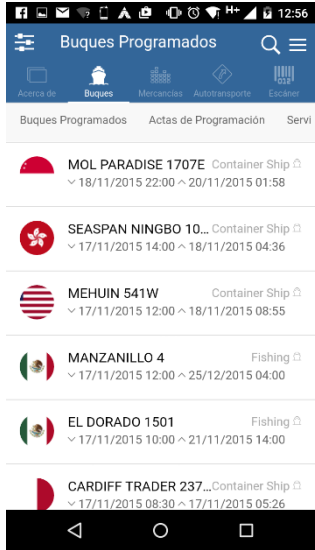 H+ 12:56
Buques Programados
Acerca de Buques Mercancías Autotransporte Escáner
Buques Programados Actas de Programación Servi
MOL PARADISE 1707E Container Ship
18/11/2015 22:00 20/11/2015 01:58
SEASPAN NINGBO 10... Container Ship
17/11/2015 14:00 18/11/2015 04:36
MEHUIN 541W Container Ship
17/11/2015 12:00 18/11/2015 08:55
MANZANILLO 4 Fishing
17/11/2015 12:00 25/12/2015 04:00
EL DORADO 1501 Fishing
17/11/2015 10:00 21/11/2015 14:00
CARDIFF TRADER 237... Container Ship
17/11/2015 08:30 17/11/2015 05:26